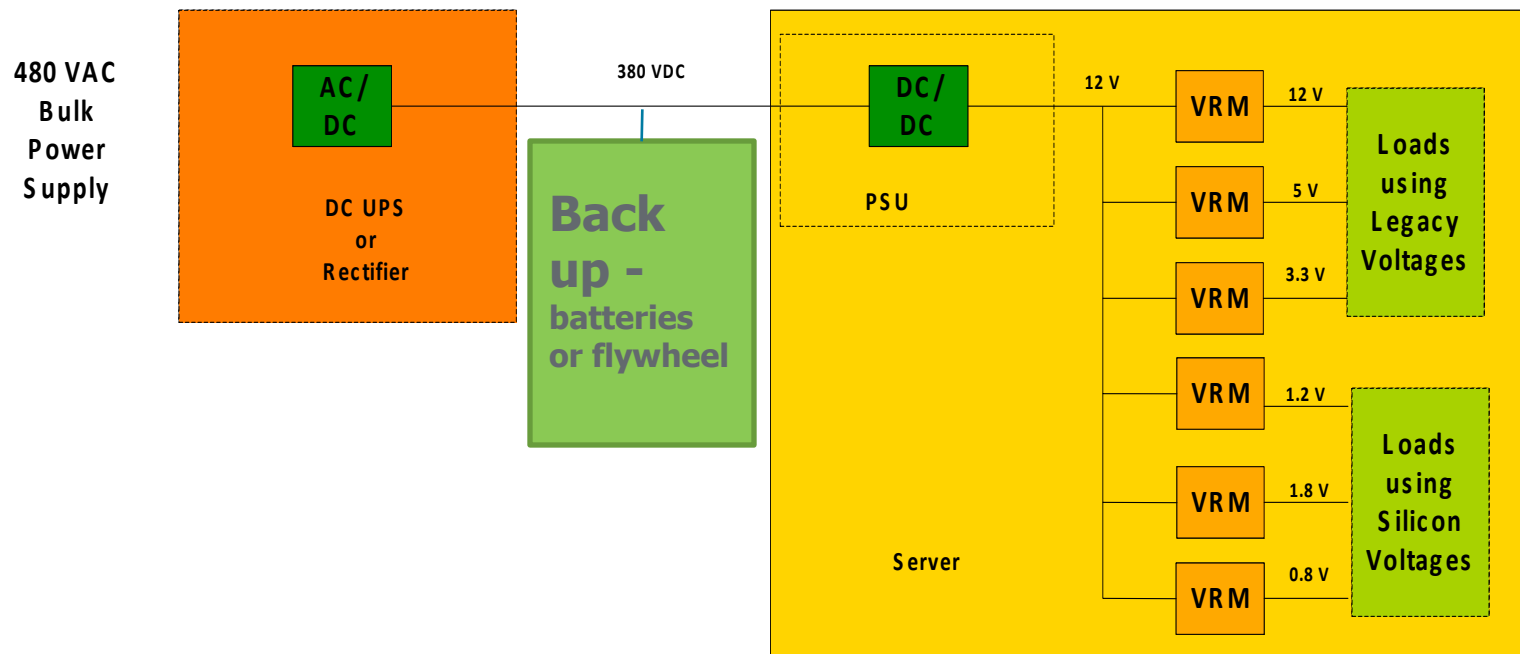 480 VAC
Bulk
Power
Supply
AC/
DC
DC UPS
or
Rectifier
380 VDC
Back
up -
batteries
or flywheel
DC/
DC
PSU
12 V
VRM
12 V
VRM
5 V
VRM
3.3 V
Loads
using
Legacy
Voltages
VRM
1.2 V
VRM
1.8 V
VRM
0.8 V
Loads
using
Silicon
Voltages
Server